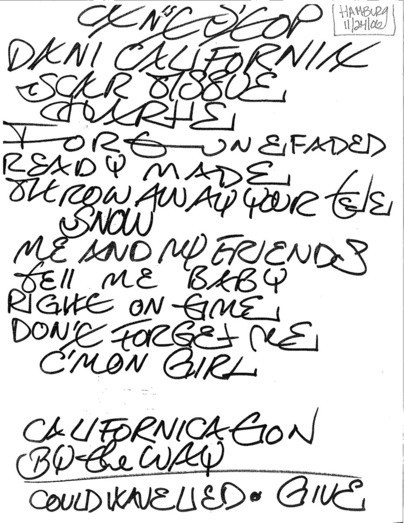 HAMBURG
11/24/06
CAN'T STOP
DANI CALIFORNIA
SCAR TISSUE
CHARLIE
FORTUNE FADED
READY MADE
THROW AWAY YOUR TELE
SNOW
ME AND MY FRIENDS
TELL ME BABY
RIGHT ON TIME
DON'T FORGET ME
C'MON GIRL
CALIFORNICATION
BY the WAY
COULD HAVE LIED • GIVE